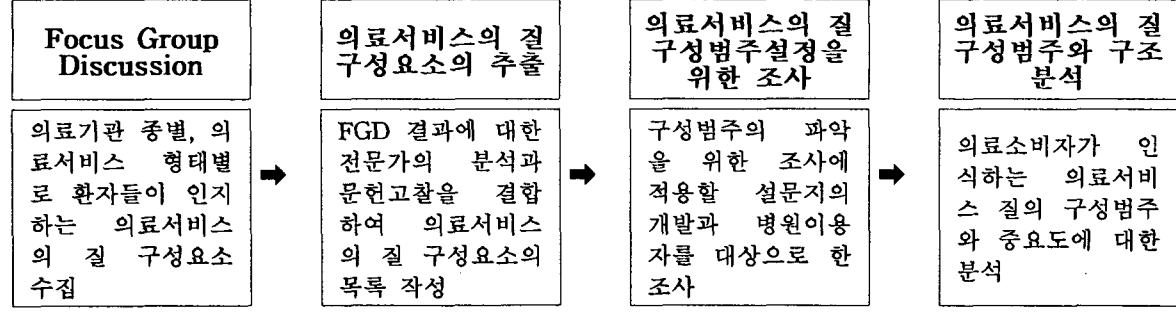 Focus Group
Discussion
의료서비스의 질
구성요소의 추출
의료서비스의 질
구성범주설정을
위한 조사
의료서비스의 질
구성범주와 구조
분석
의료기관 종별, 의
료서비스 형태별
로 환자들이 인지
하는 의료서비스
의 질 구성요소
수집
FGD 결과에 대한
전문가의 분석과
문헌고찰을 결합
하여 의료서비스
의 질 구성요소의
목록 작성
구성범주의 파악
을 위한 조사에
적용할 설문지의
개발과 병원이용
자를 대상으로 한
조사
의료소비자가 인
식하는 의료서비
스 질의 구성범주
와 중요도에 대한
분석